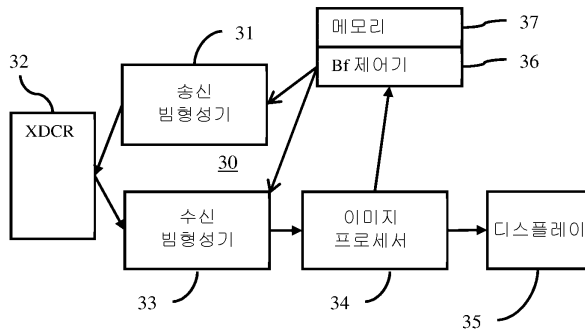 31
메모리
37
32
Bf 제어기
36
송신
빔형성기
XDCR
30
수신
빔형성기
이미지
프로세서
디스플레이
33
34
35